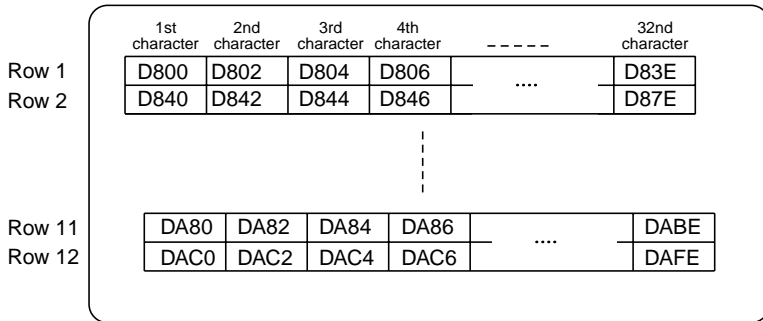 1st character 2nd character 3rd character 4th character ----- 32nd character
Row 1 D800 D802 D804 D806 .... D83E
Row 2 D840 D842 D844 D846 D87E
Row 11 DA80 DA82 DA84 DA86 .... DABE
Row 12 DAC0 DAC2 DAC4 DAC6 DAFE